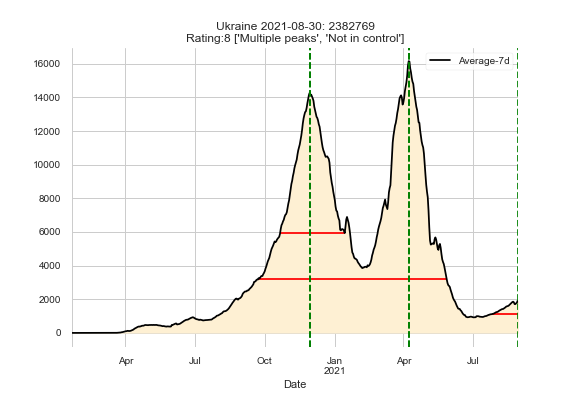 Ukraine 2021-08-30: 2382769
Rating:8 ['Multiple peaks', 'Not in control']
Average-7d
16000
14000
12000
10000
8000
6000
4000
2000
0
Apr
Jul
Oct
Jan
2021
Apr
Jul
Date